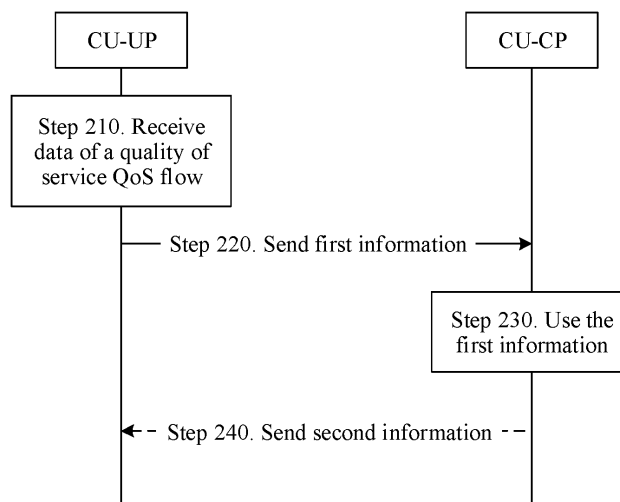 CU-UP
CU-CP
Step 210. Receive
data of a quality of
service QoS flow
Step 220. Send first information
Step 230. Use the
first information
Step 240. Send second information